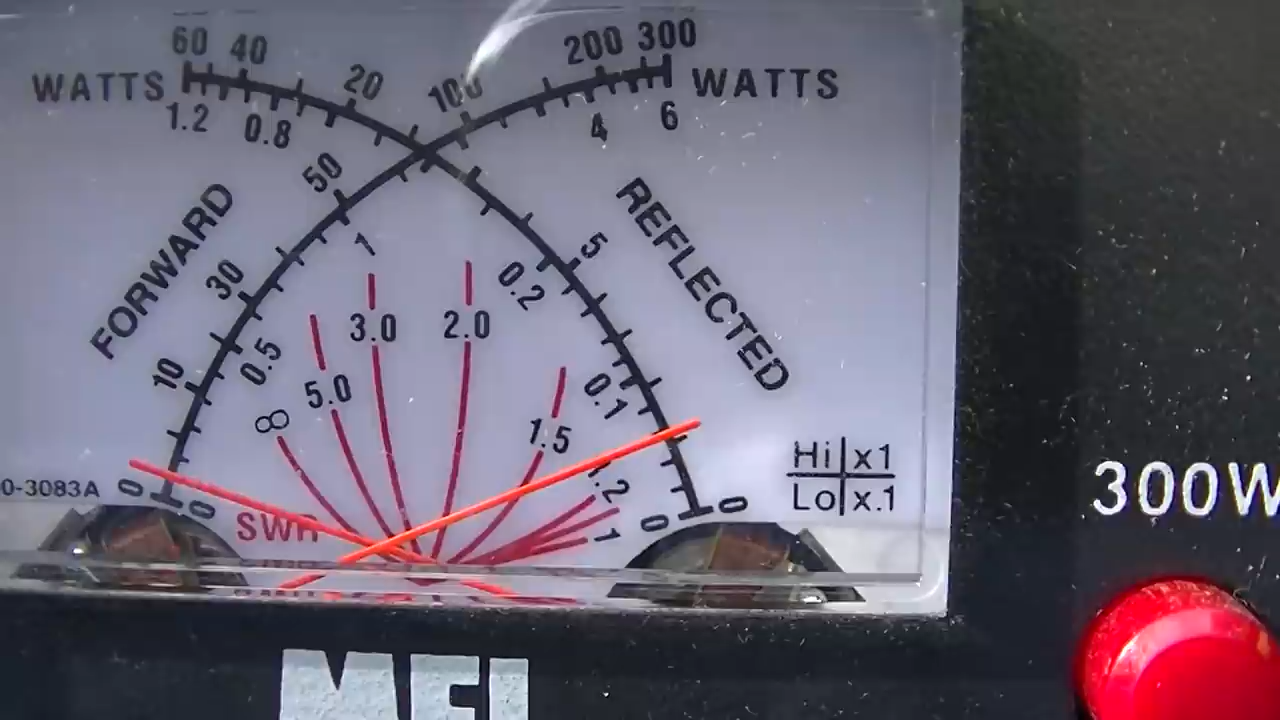 60 40
20
100
200 300
WATTS
WATTS
1.2
0.8
4
6
50
FORWARD
REFLECTED
1
5
30
0.2
3.0
2.0
0.5
10
5.0
0.1
∞
1.5
Hi x1
Lo x.1
0-3083A
0
0
SWR
1
0
0
300W
MFJ